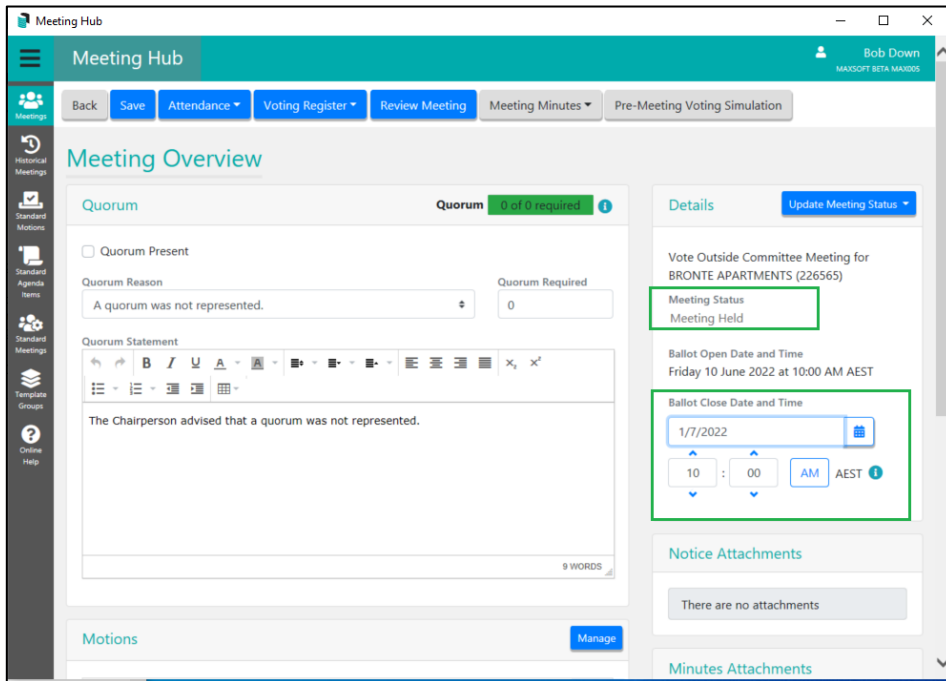 Meeting Hub
Meeting Hub
Bob Down
MAXSOFT BETA MAX005
Meetings
Historical
Meetings
Standard
Motions
Standard
Agenda
Items
Standard
Meetings
Template
Groups
Online
Help
Back
Save
Attendance
Voting Register
Review Meeting
Meeting Minutes
Pre-Meeting Voting Simulation
Meeting Overview
Quorum
Quorum 0 of 0 required
Quorum Present
Quorum Reason
Quorum Required
A quorum was not represented.
0
Quorum Statement
B I U A A x₂ x²
The Chairperson advised that a quorum was not represented.
9 WORDS
Motions
Manage
Details
Update Meeting Status
Vote Outside Committee Meeting for
BRONTE APARTMENTS (226565)
Meeting Status
Meeting Held
Ballot Open Date and Time
Friday 10 June 2022 at 10:00 AM AEST
Ballot Close Date and Time
1/7/2022
10 : 00 AM AEST
Notice Attachments
There are no attachments
Minutes Attachments